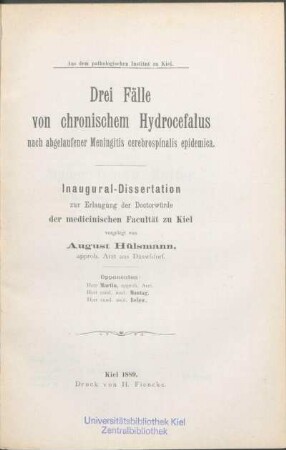 Aus dem pathologischen Institut zu Kiel.
Drei Fälle
von chronischem Hydrocefalus
nach abgelaufener Meningitis cerebrospinalis epidemica.
Inaugural-Dissertation
zur Erlangung der Doctorwürde
der medicinischen Facultät zu Kiel
vorgelegt von
August Hülsmann,
approb. Arzt aus Düsseldorf.
Opponenten:
Herr Martin, approb. Arzt.
Herr cand. med. Montag.
Herr cand. med.
Kiel 1889.
Druck von H. Fiencke.
Universitätsbibliothek Kiel
Zentralbibliothek